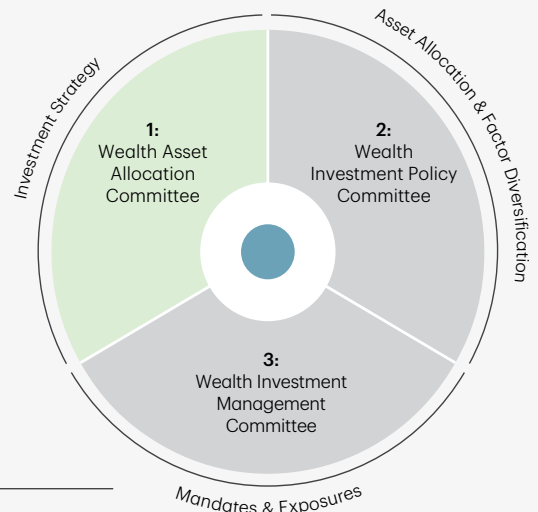 Investment Strategy
Asset Allocation & Factor Diversification
1:
Wealth Asset
Allocation
Committee
2:
Wealth
Investment Policy
Committee
3:
Wealth Investment
Management
Committee
Mandates & Exposures